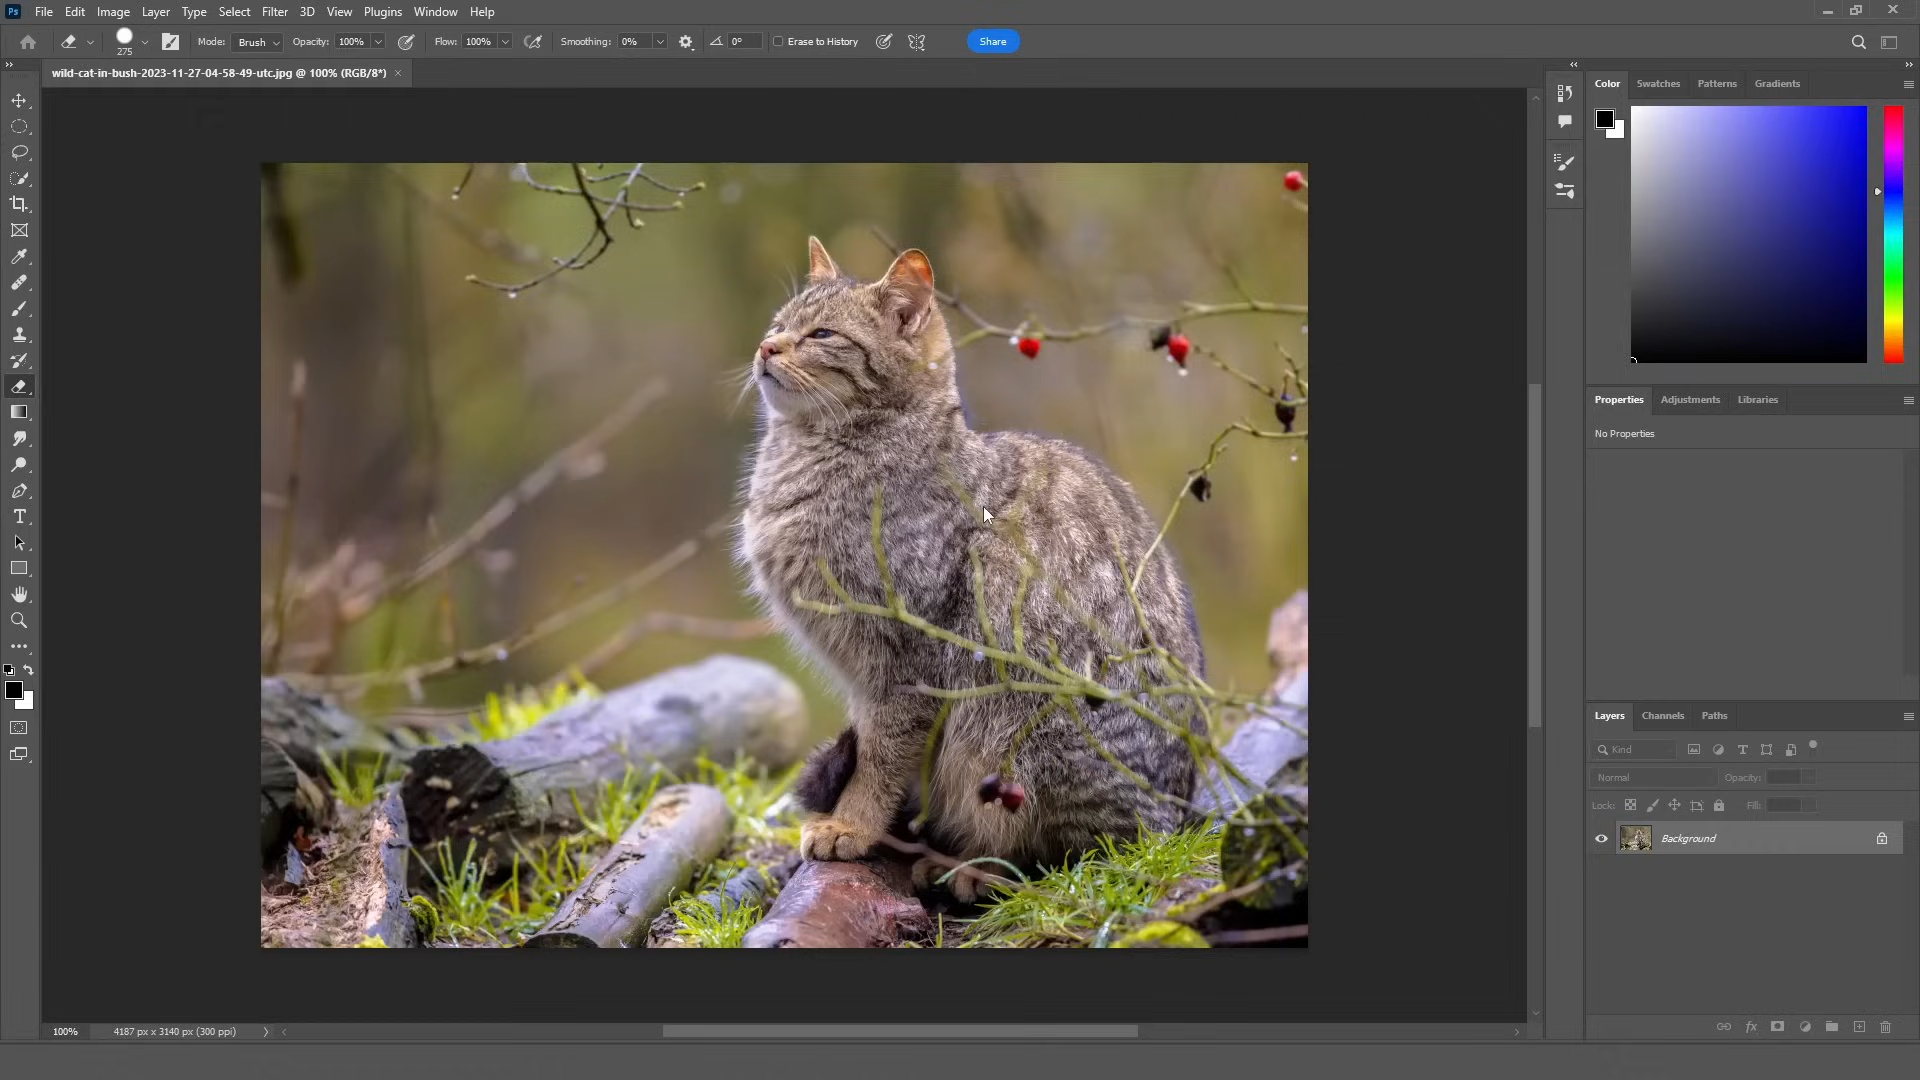 Ps File Edit Image Layer Type Select Filter 3D View Plugins Window Help
275 Mode: Brush Opacity: 100% Flow: 100% Smoothing: 0% 0° Erase to History Share
wild-cat-in-bush-2023-11-27-04-58-49-utc.jpg @ 100% (RGB/8*) ×
Color Swatches Patterns Gradients
Properties Adjustments Libraries
No Properties
Layers Channels Paths
Kind
Normal Opacity:
Lock: Fill:
Background
100% 4187 px x 3140 px (300 ppi)